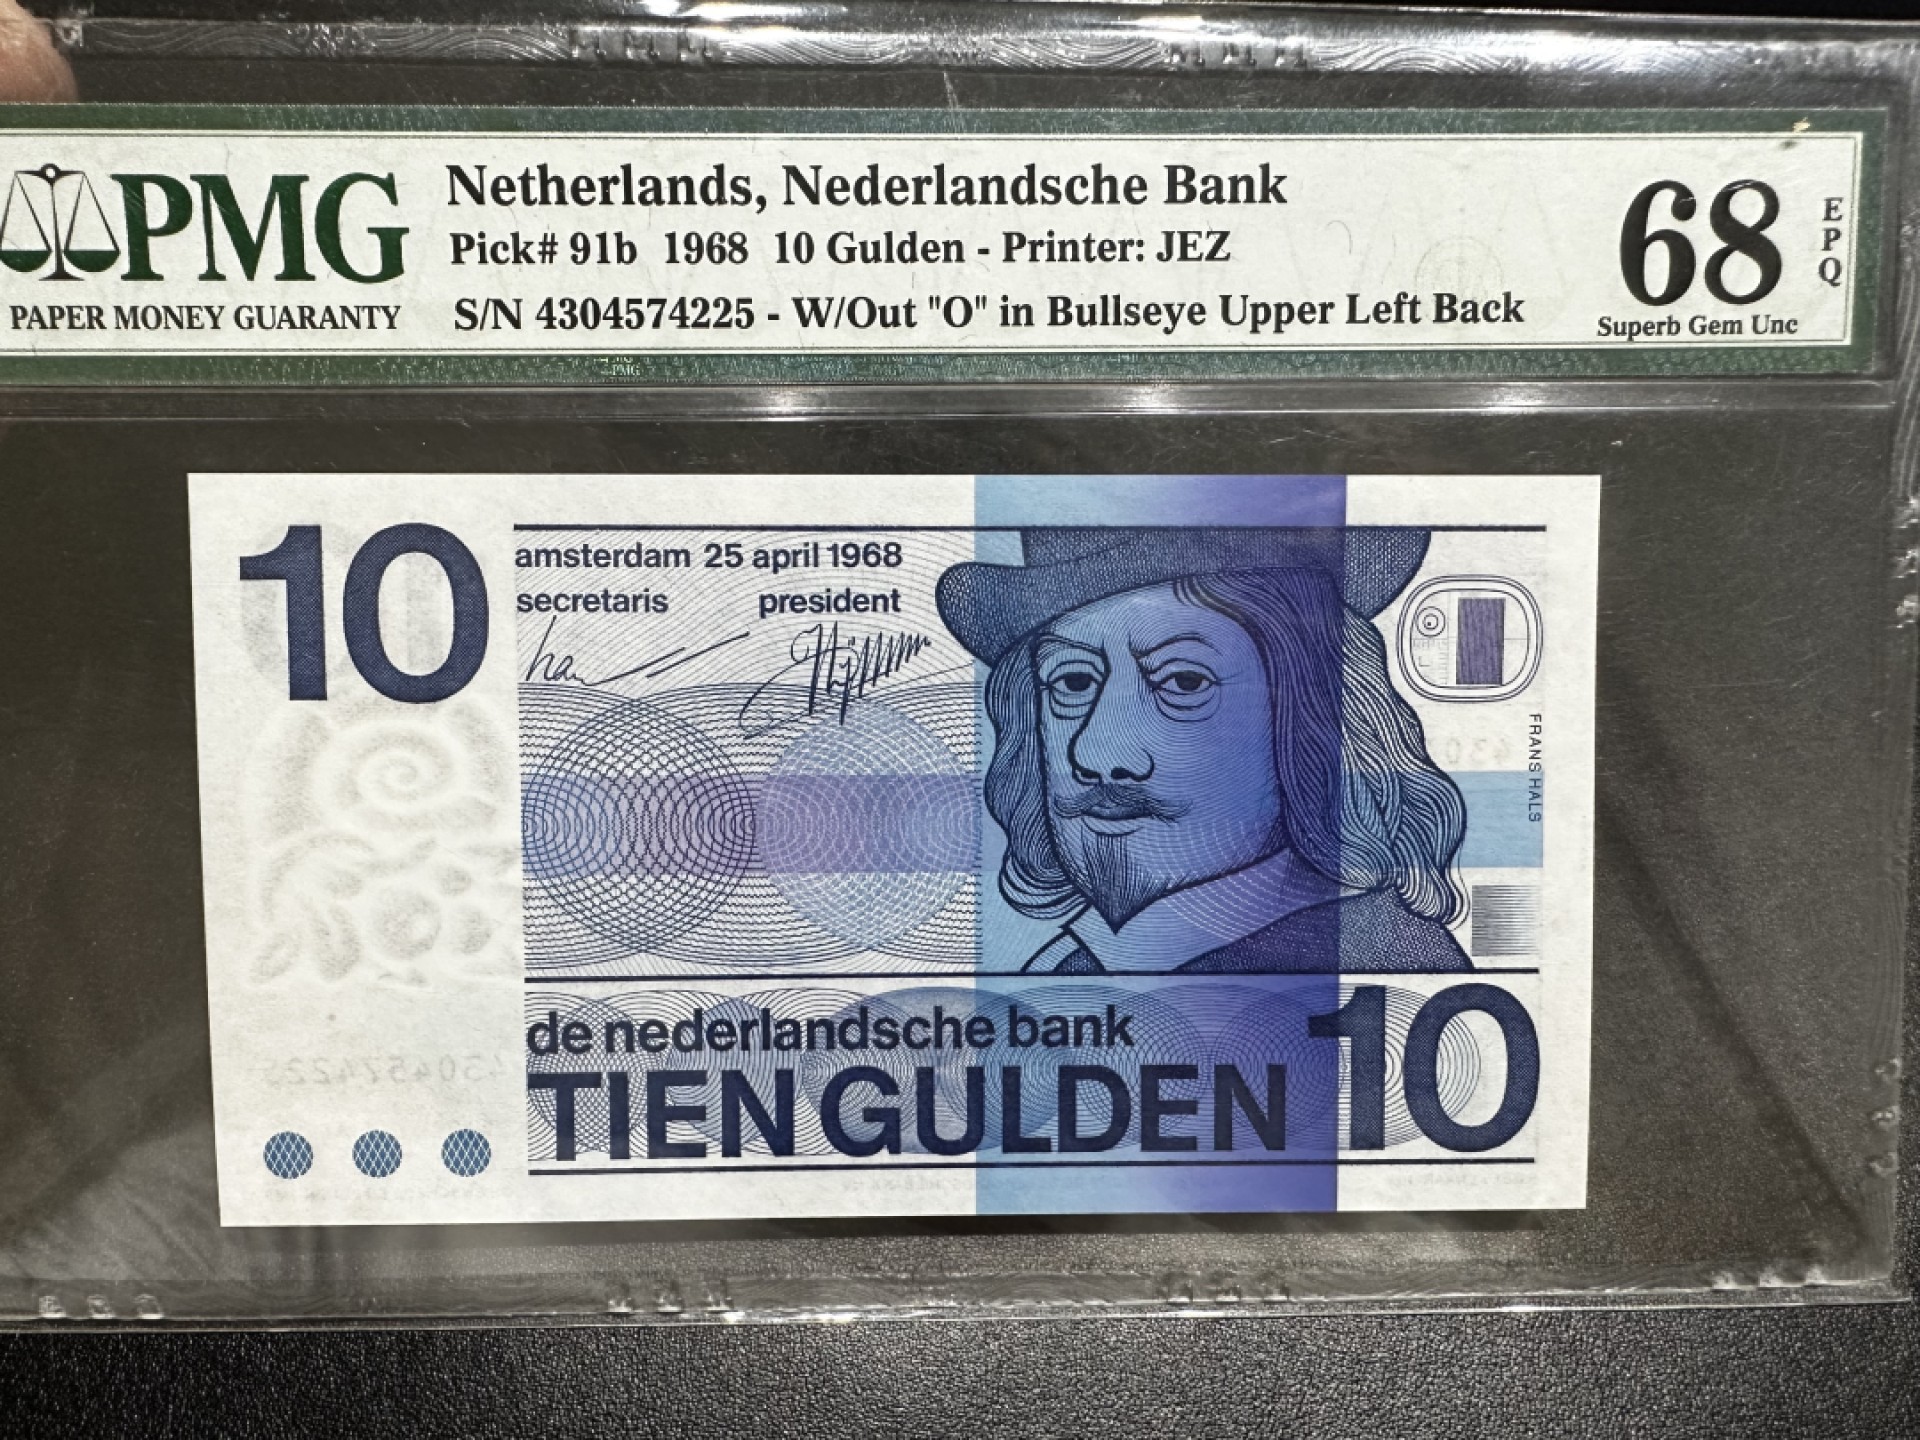 PMG
PAPER MONEY GUARANTY
Netherlands, Nederlandsche Bank
Pick# 91b 1968 10 Gulden - Printer: JEZ
S/N 4304574225 - W/Out "O" in Bullseye Upper Left Back
68
EPQ
Superb Gem Unc
10
amsterdam 25 april 1968
secretaris president
FRANS HALS
de nederlandsche bank
TIEN GULDEN 10